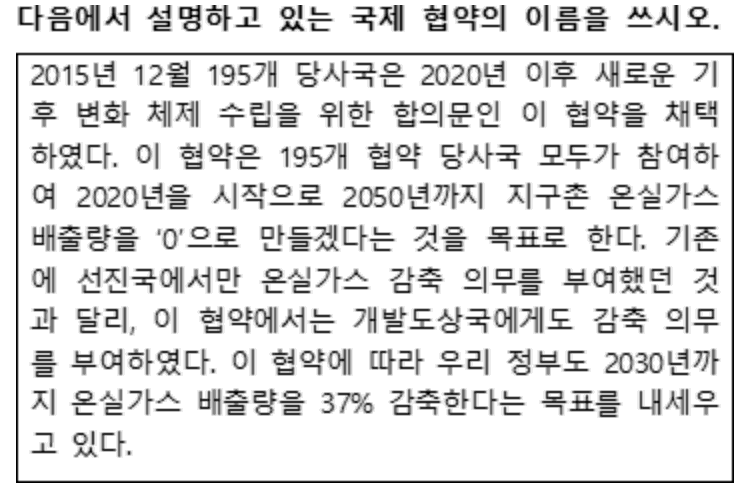 다음에서 설명하고 있는 국제 협약의 이름을 쓰시오.
2015년 12월 195개 당사국은 2020년 이후 새로운 기
후 변화 체제 수립을 위한 합의문인 이 협약을 채택
하였다. 이 협약은 195개 협약 당사국 모두가 참여하
여 2020년을 시작으로 2050년까지 지구촌 온실가스
배출량을 ‘0’으로 만들겠다는 것을 목표로 한다. 기존
에 선진국에서만 온실가스 감축 의무를 부여했던 것
과 달리, 이 협약에서는 개발도상국에게도 감축 의무
를 부여하였다. 이 협약에 따라 우리 정부도 2030년까
지 온실가스 배출량을 37% 감축한다는 목표를 내세우
고 있다.